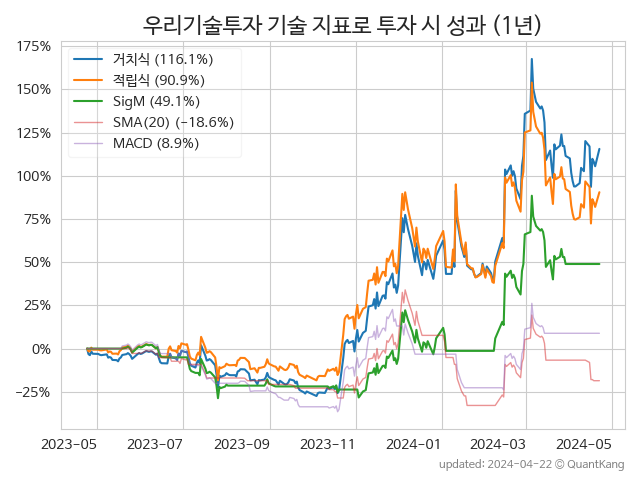 우리기술투자 기술 지표로 투자 시 성과 (1년)
175%
150%
125%
100%
75%
50%
25%
0%
−25%
거치식 (116.1%)
적립식 (90.9%)
SigM (49.1%)
SMA(20) (−18.6%)
MACD (8.9%)
2023-05 2023-07 2023-09 2023-11 2024-01 2024-03 2024-05
updated: 2024-04-22 © QuantKang